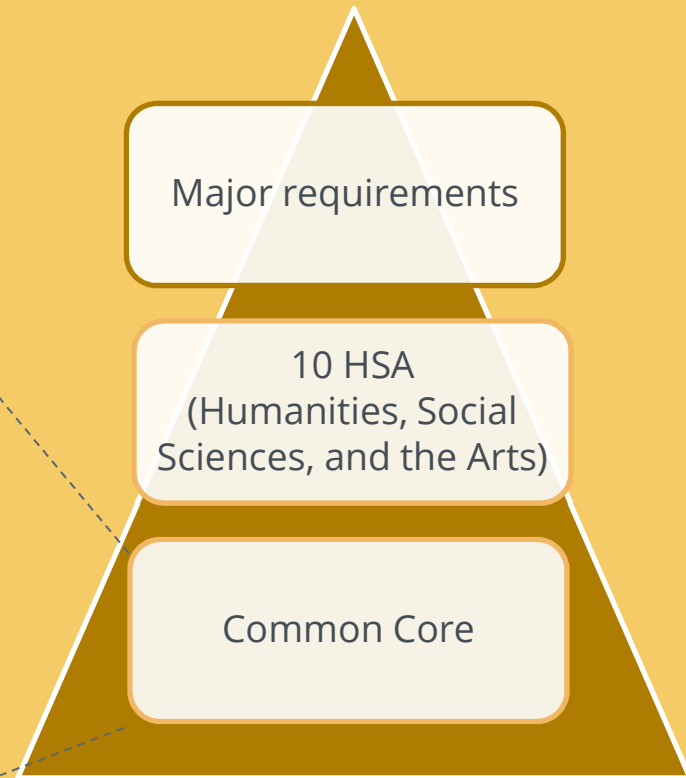 Major requirements
10 HSA
(Humanities, Social
Sciences, and the Arts)
Common Core